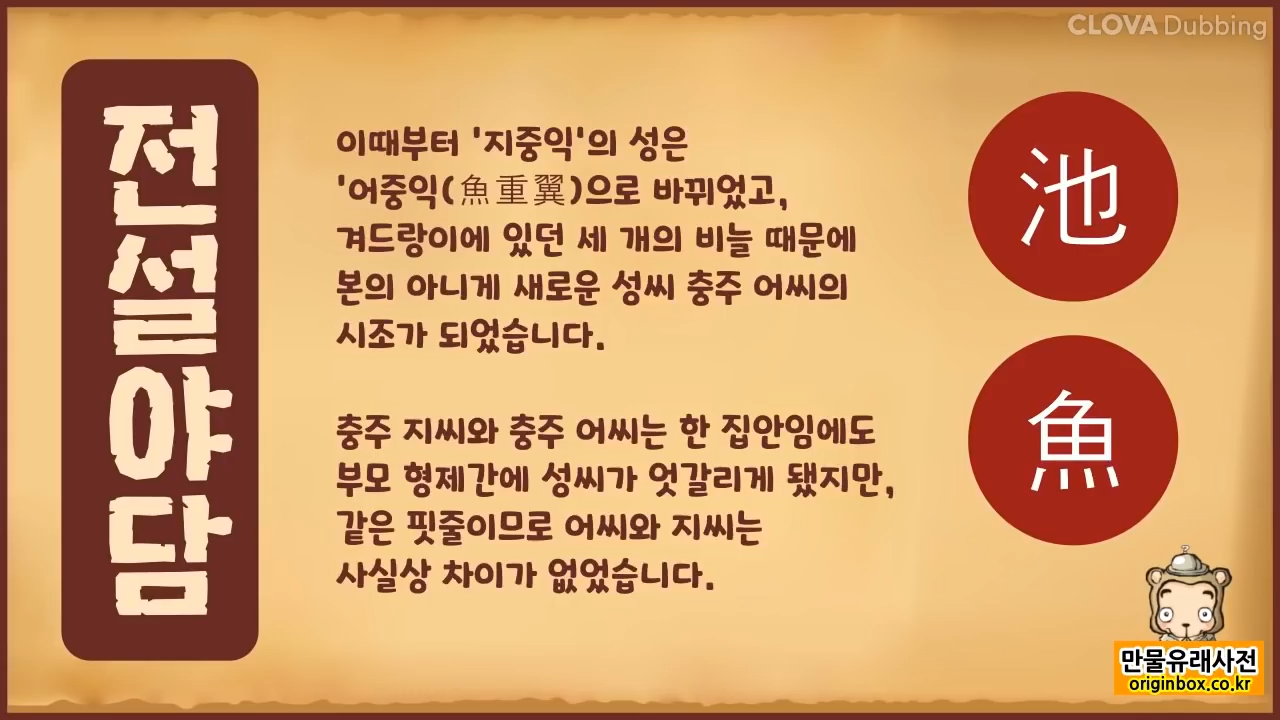 CLOVA Dubbing
전설야담
이때부터 '지중익'의 성은
'어중익(魚重翼)으로 바뀌었고,
겨드랑이에 있던 세 개의 비늘 때문에
본의 아니게 새로운 성씨 충주 어씨의
시조가 되었습니다.
충주 지씨와 충주 어씨는 한 집안임에도
부모 형제간에 성씨가 엇갈리게 됐지만,
같은 핏줄이므로 어씨와 지씨는
사실상 차이가 없었습니다.
池
魚
만물유래사전
originbox.co.kr